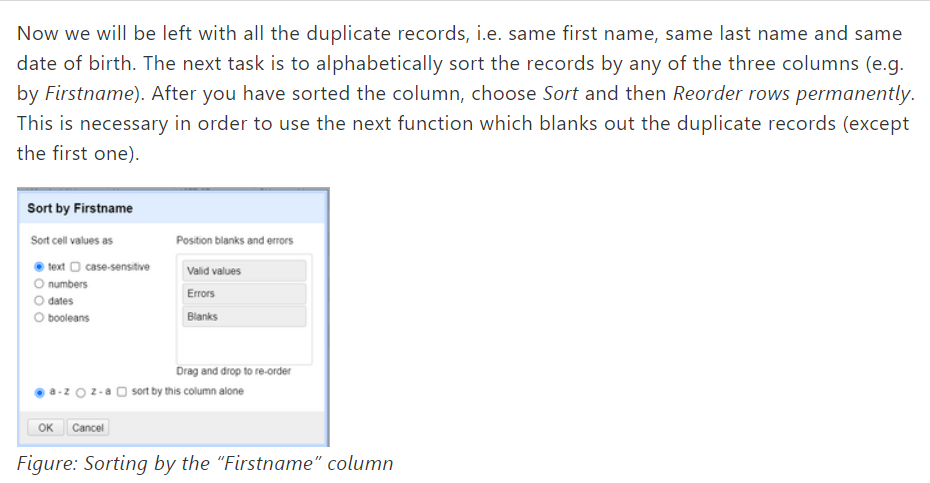 Now we will be left with all the duplicate records, i.e. same first name, same last name and same
date of birth. The next task is to alphabetically sort the records by any of the three columns (e.g.
by Firstname). After you have sorted the column, choose Sort and then Reorder rows permanently.
This is necessary in order to use the next function which blanks out the duplicate records (except
the first one).
Sort by Firstname
Sort cell values as
Position blanks and errors
text case-sensitive
numbers
dates
booleans
Valid values
Errors
Blanks
Drag and drop to re-order
a - z z - a sort by this column alone
OK Cancel
Figure: Sorting by the “Firstname” column